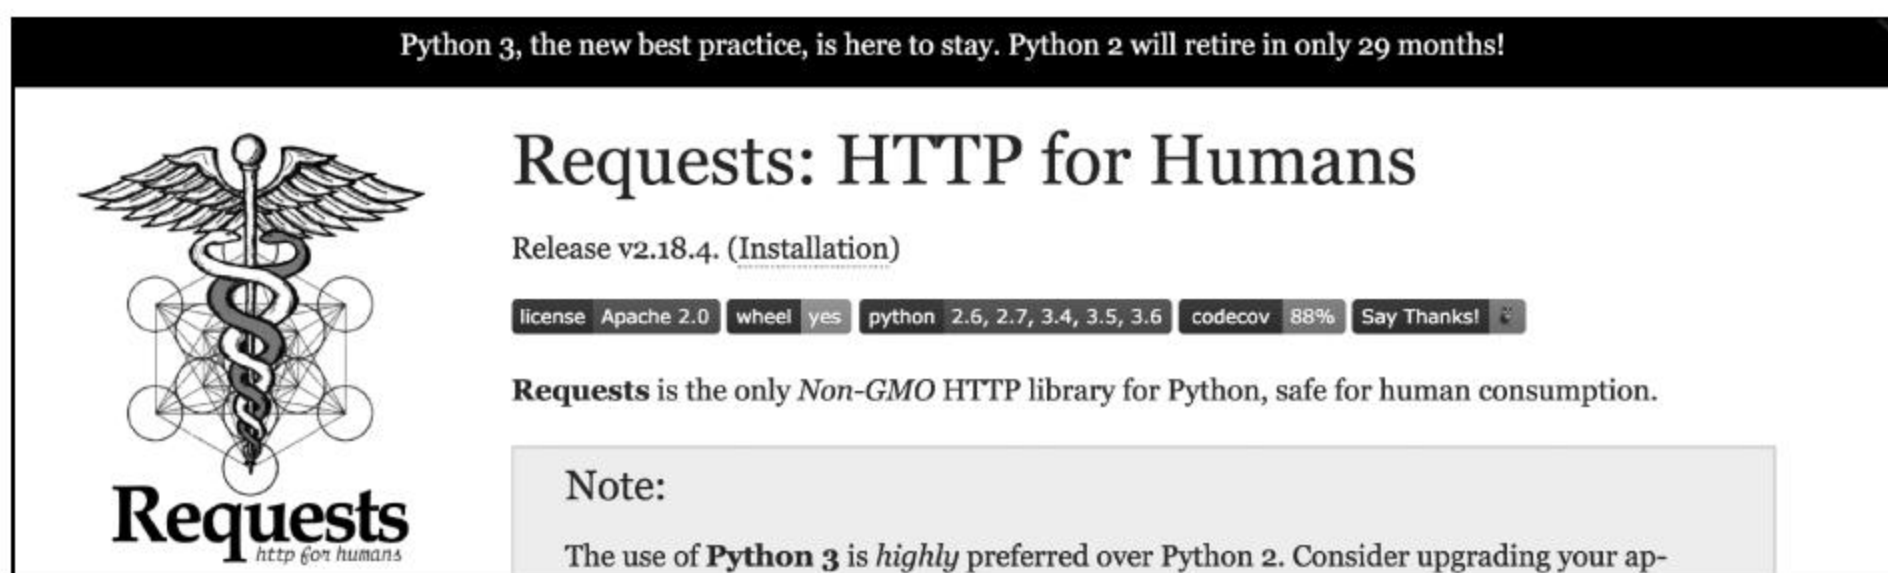 Python 3, the new best practice, is here to stay. Python 2 will retire in only 29 months!
Requests: HTTP for Humans
Release v2.18.4. (Installation)
license Apache 2.0 wheel yes python 2.6, 2.7, 3.4, 3.5, 3.6 codecov 88% Say Thanks!
Requests is the only Non-GMO HTTP library for Python, safe for human consumption.
Note:
The use of Python 3 is highly preferred over Python 2. Consider upgrading your ap-
Requests
http for humans